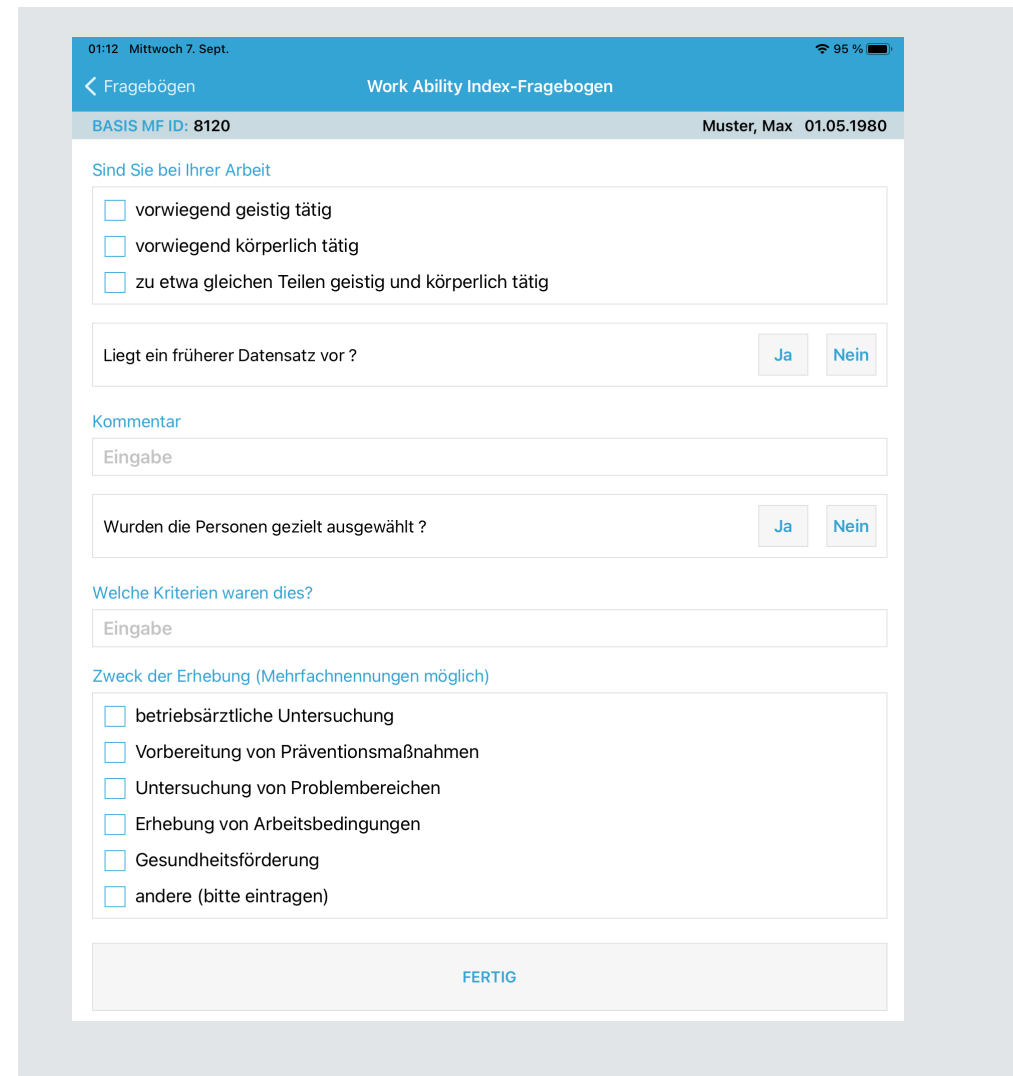 01:12 Mittwoch 7. Sept. 95 %
Fragebögen Work Ability Index-Fragebogen
BASIS MF ID: 8120 Muster, Max 01.05.1980
Sind Sie bei Ihrer Arbeit
vorwiegend geistig tätig
vorwiegend körperlich tätig
zu etwa gleichen Teilen geistig und körperlich tätig
Liegt ein früherer Datensatz vor ? Ja Nein
Kommentar
Eingabe
Wurden die Personen gezielt ausgewählt ? Ja Nein
Welche Kriterien waren dies?
Eingabe
Zweck der Erhebung (Mehrfachnennungen möglich)
betriebsärztliche Untersuchung
Vorbereitung von Präventionsmaßnahmen
Untersuchung von Problembereichen
Erhebung von Arbeitsbedingungen
Gesundheitsförderung
andere (bitte eintragen)
FERTIG